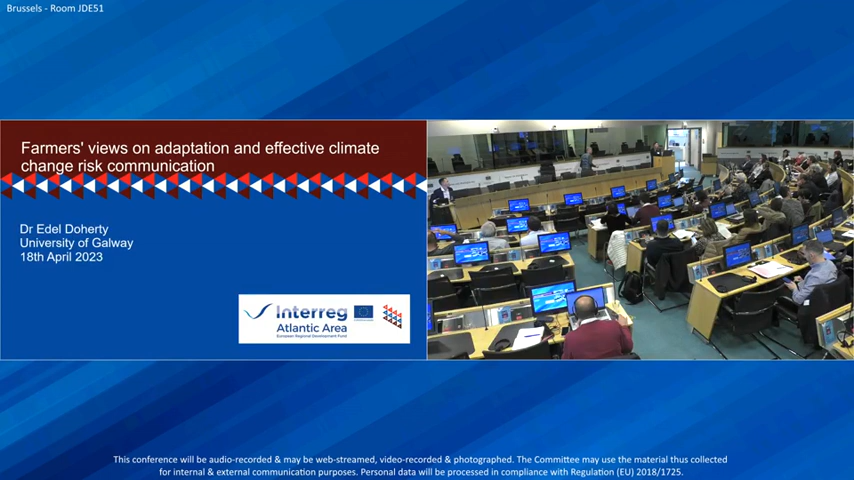 Brussels - Room JDE51
Farmers' views on adaptation and effective climate
change risk communication
Dr Edel Doherty
University of Galway
18th April 2023
Interreg
Atlantic Area
European Regional Development Fund
This conference will be audio-recorded & may be web-streamed, video-recorded & photographed. The Committee may use the material thus collected
for internal & external communication purposes. Personal data will be processed in compliance with Regulation (EU) 2018/1725.